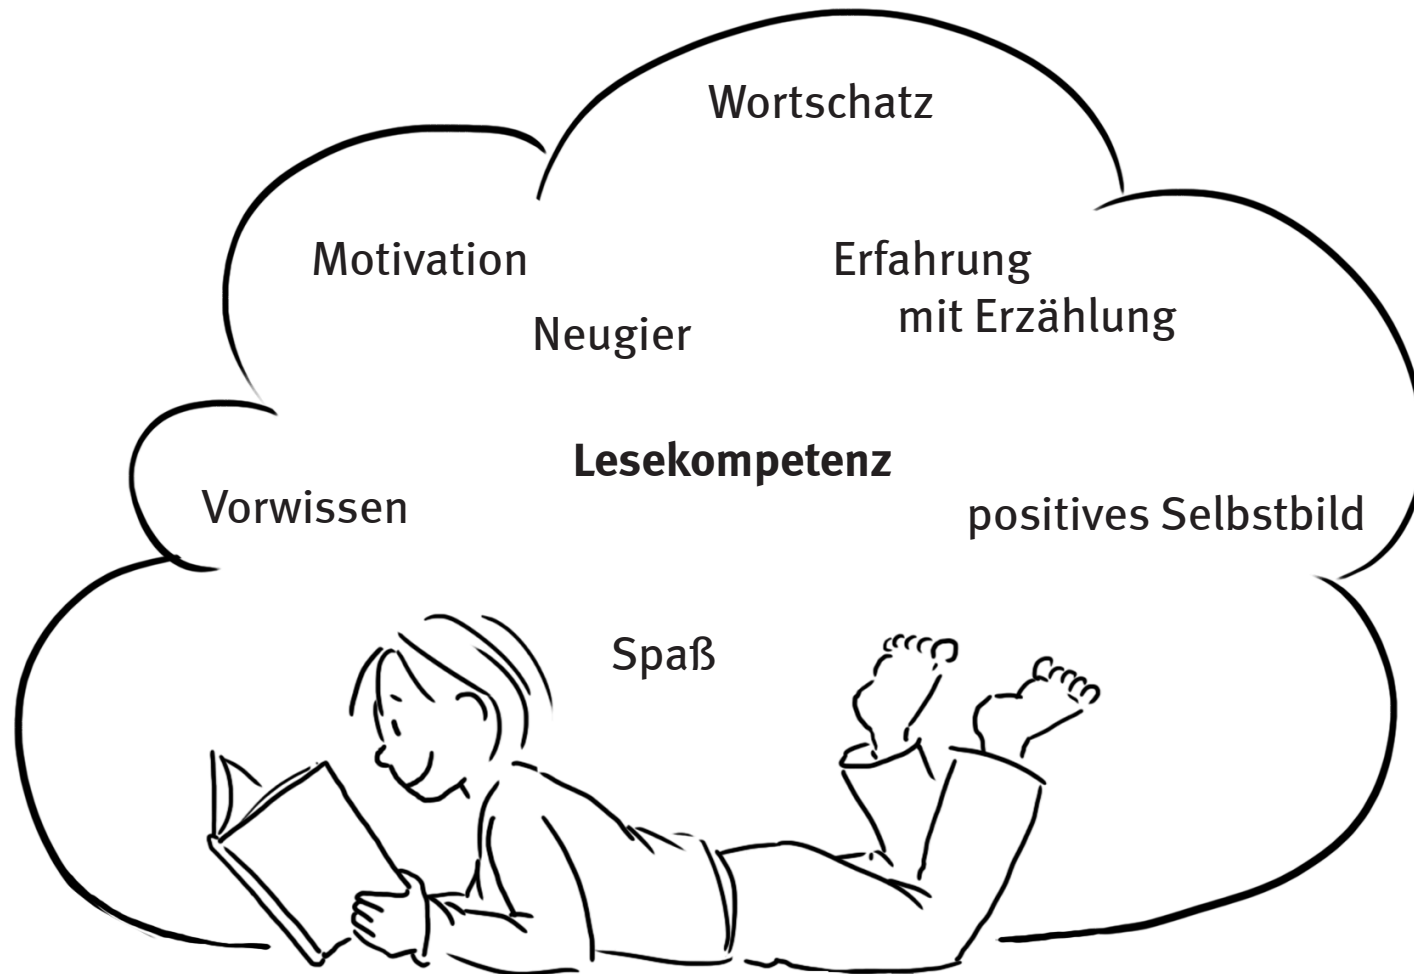 Wortschatz
Motivation
Erfahrung
mit Erzählung
Neugier
Lesekompetenz
Vorwissen
positives Selbstbild
Spaß